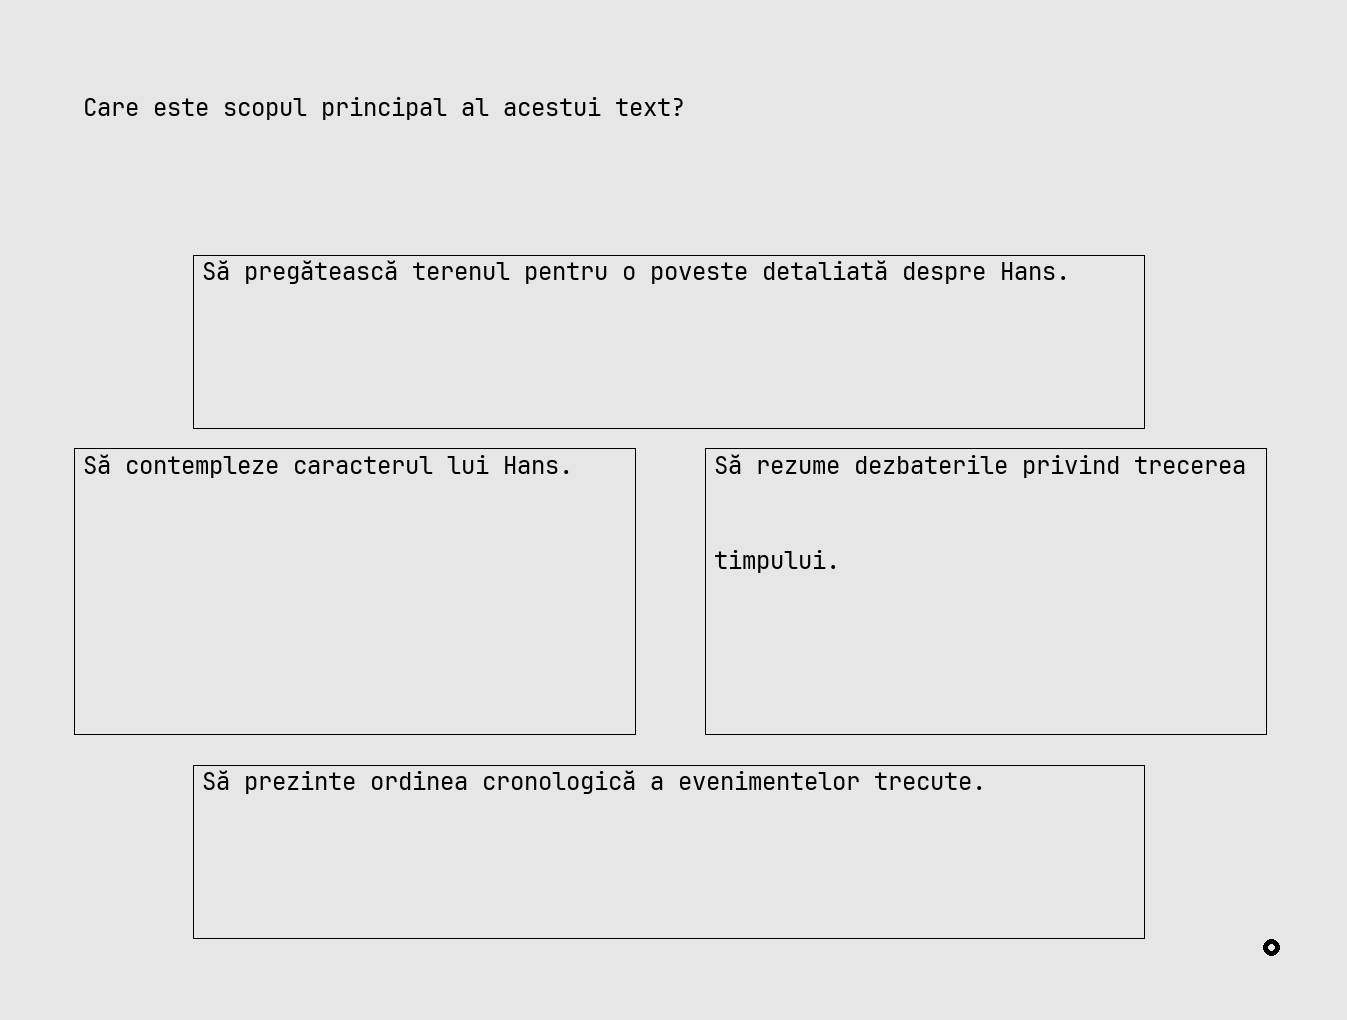 Care este scopul principal al acestui text?
Să pregătească terenul pentru o poveste detaliată despre Hans.
Să contempleze caracterul lui Hans.
Să rezume dezbaterile privind trecerea
timpului.
Să prezinte ordinea cronologică a evenimentelor trecute.